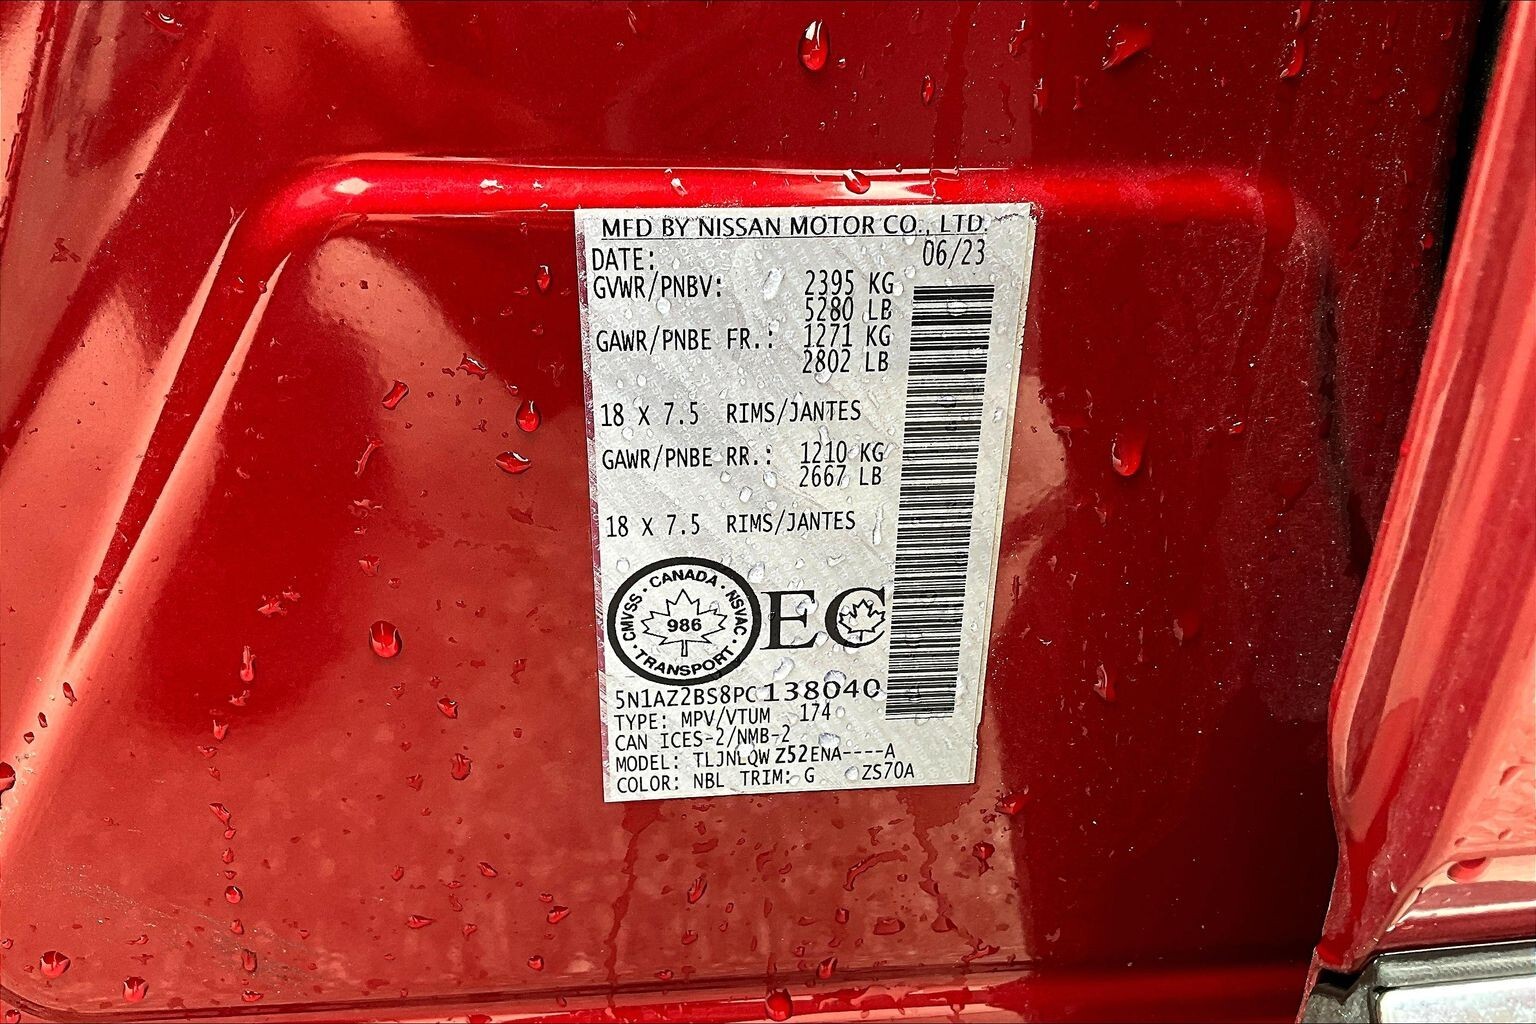 MFD BY NISSAN MOTOR CO., LTD.
DATE: 06/23
GVWR/PNBV: 2395 KG
5280 LB
GAWR/PNBE FR.: 1271 KG
2802 LB
18 X 7.5 RIMS/JANTES
GAWR/PNBE RR.: 1210 KG
2667 LB
18 X 7.5 RIMS/JANTES
CANADA · NSVAC · TRANSPORT · CMVSS ·
986
EC
5N1AZ2BS8PC138040
TYPE: MPV/VTUM 174
CAN ICES-2/NMB-2
MODEL: TLJNLQW Z52ENA----A
COLOR: NBL TRIM: G ZS70A